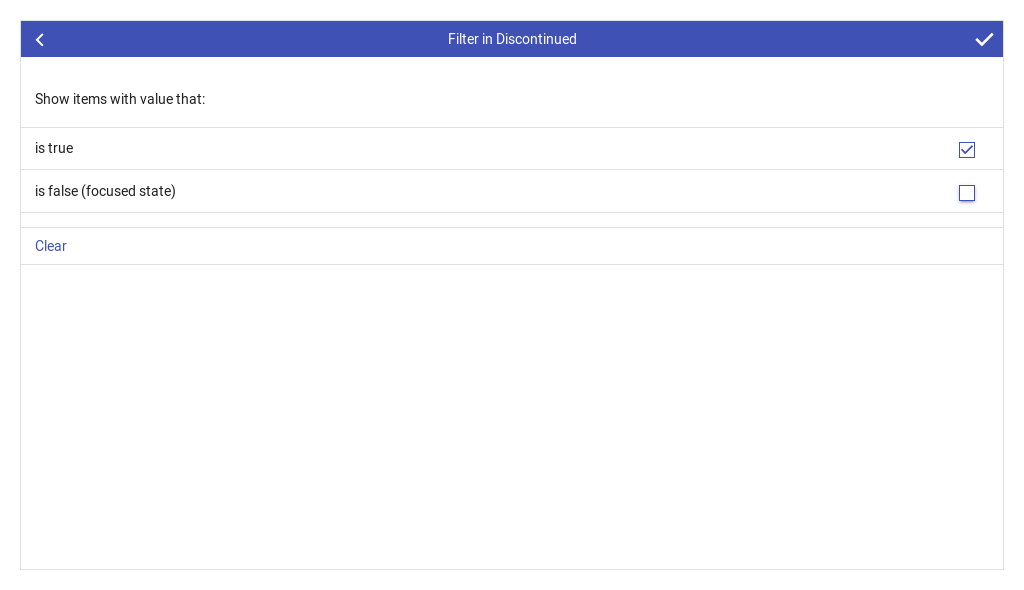 Filter in Discontinued
Show items with value that:
is true
is false (focused state)
Clear